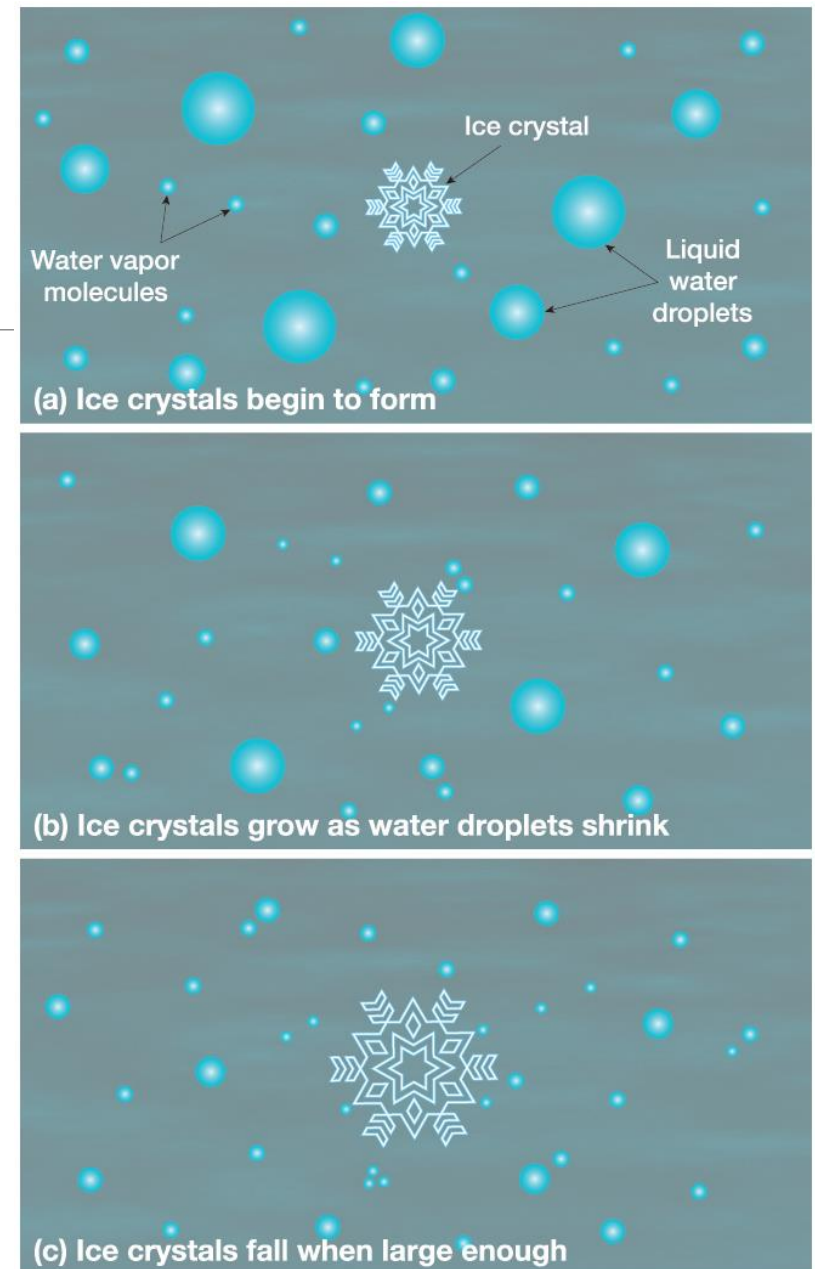 Ice crystal
Water vapor
molecules
Liquid
water
droplets
(a) Ice crystals begin to form
(b) Ice crystals grow as water droplets shrink
(c) Ice crystals fall when large enough